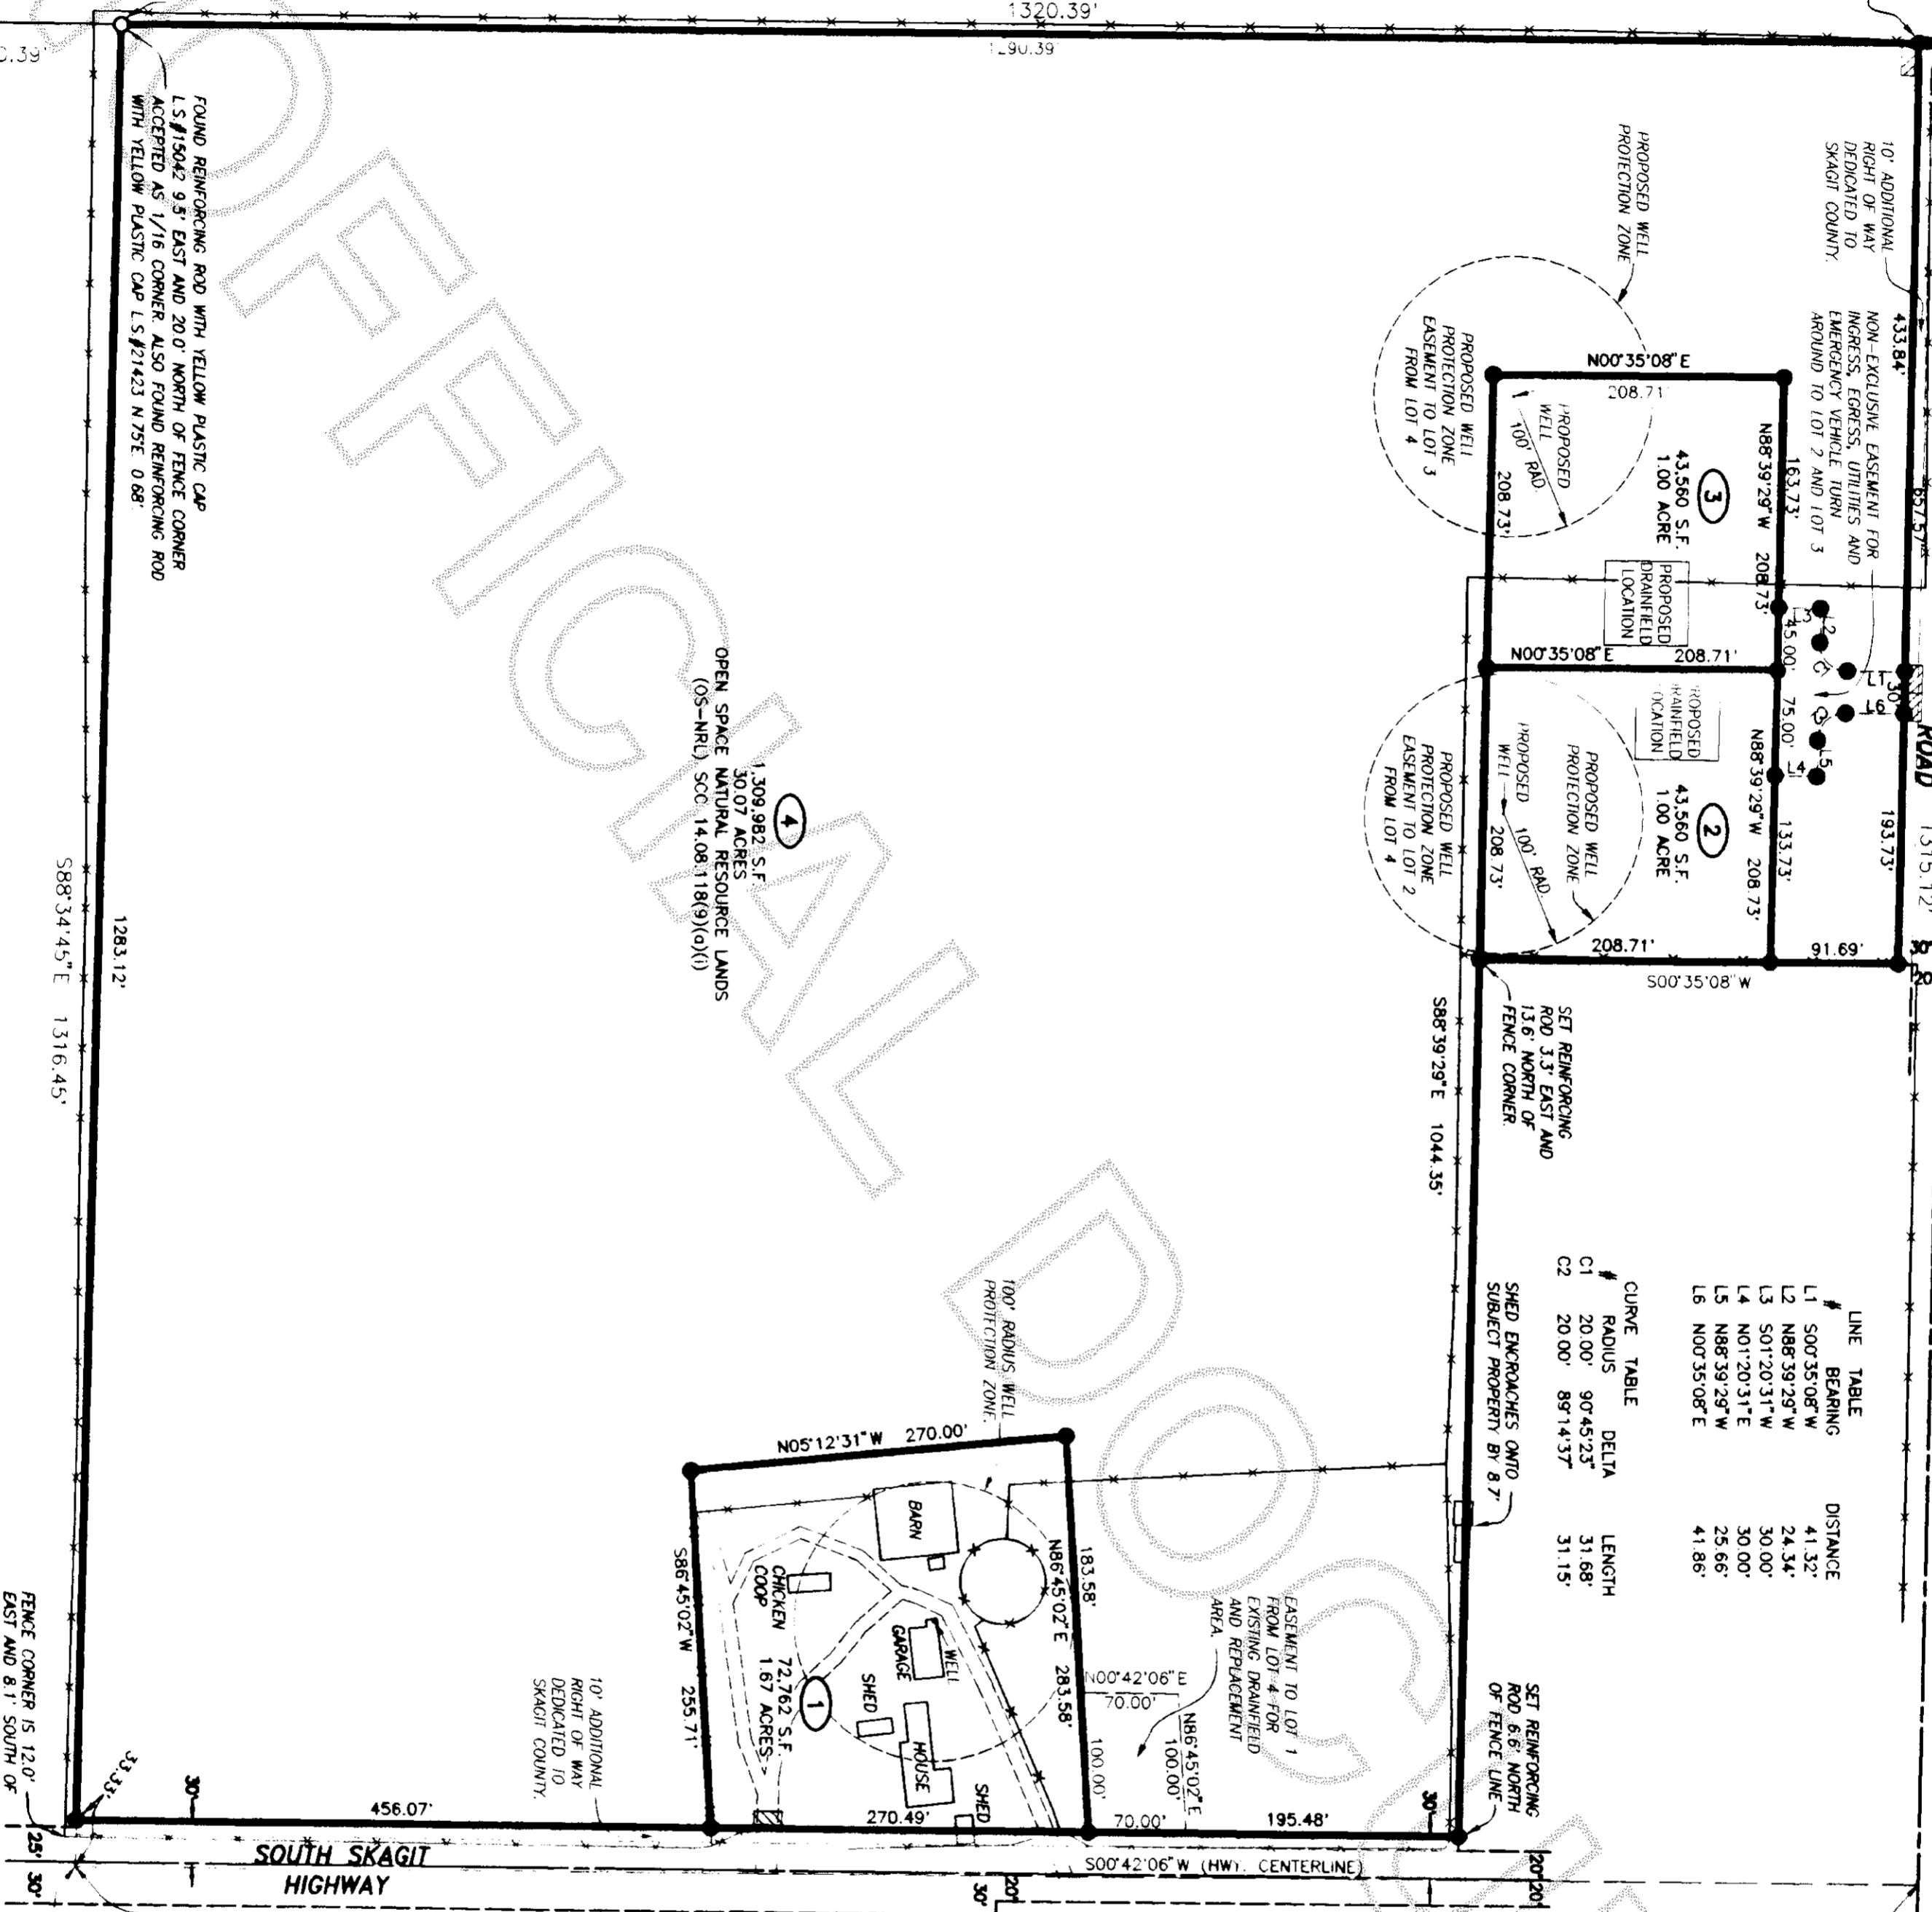 1320.39'
1290.39'
FOUND REINFORCING ROD WITH YELLOW PLASTIC CAP
L.S.#15042 9.5' EAST AND 20.0' NORTH OF FENCE CORNER
ACCEPTED AS 1/16 CORNER. ALSO FOUND REINFORCING ROD
WITH YELLOW PLASTIC CAP L.S.#21423 N 75°E 0.68'.
10' ADDITIONAL
RIGHT OF WAY
DEDICATED TO
SKAGIT COUNTY.
NON-EXCLUSIVE EASEMENT FOR
INGRESS, EGRESS, UTILITIES AND
EMERGENCY VEHICLE TURN
AROUND TO LOT 2 AND LOT 3
433.84'
657.57'
ROAD
193.73'
91.69'
PROPOSED WELL
PROTECTION ZONE
PROPOSED WELL
PROTECTION ZONE
EASEMENT TO LOT 3
FROM LOT 4
N00°35'08"E
208.71'
PROPOSED
WELL
100' RAD.
208.73'
3
43,560 S.F.
1.00 ACRE
163.73'
N88°39'29"W 208.73'
PROPOSED
DRAINFIELD
LOCATION
45.00'
75.00'
L3
L2
L1
30'
L6
L5
L4
N00°35'08"E 208.71'
DRAINFIELD
2
43,560 S.F.
1.00 ACRE
133.73'
N88°39'29"W 208.73'
PROPOSED WELL
PROTECTION ZONE
PROPOSED
WELL
100' RAD.
208.73'
PROPOSED WELL
PROTECTION ZONE
EASEMENT TO LOT 2
FROM LOT 4
208.71'
S00°35'08"W
SET REINFORCING
ROD 3.3' EAST AND
13.6' NORTH OF
FENCE CORNER.
S88°39'29"E 1044.35'
4
1,309,982 S.F.
30.07 ACRES
OPEN SPACE NATURAL RESOURCE LANDS
(OS-NRL) SCC 14.08.118(9)(a)(i)
1283.12'
S88°34'45"E 1316.45'
LINE TABLE
# BEARING DISTANCE
L1 S00°35'08"W 41.32'
L2 N88°39'29"W 24.34'
L3 S01°20'31"W 30.00'
L4 N01°20'31"E 30.00'
L5 N88°39'29"W 25.66'
L6 N00°35'08"E 41.86'
CURVE TABLE
# RADIUS DELTA LENGTH
C1 20.00' 90°45'23" 31.68'
C2 20.00' 89°14'37" 31.15'
SHED ENCROACHES ONTO
SUBJECT PROPERTY BY 8.7'
100' RADIUS WELL
PROTECTION ZONE.
N05°12'31"W 270.00'
BARN
CHICKEN
COOP
72,762 S.F.
1.67 ACRES
1
GARAGE
WELL
SHED
HOUSE
SHED
183.58'
N86°45'02"E 283.58'
100.00'
S86°45'02"W 255.71'
EASEMENT TO LOT 1
FROM LOT 4 FOR
EXISTING DRAINFIELD
AND REPLACEMENT
AREA.
N00°42'06"E
70.00'
N86°45'02"E
100.00'
SET REINFORCING
ROD 6.6' NORTH
OF FENCE LINE
10' ADDITIONAL
RIGHT OF WAY
DEDICATED TO
SKAGIT COUNTY.
FENCE CORNER IS 12.0'
EAST AND 8.1' SOUTH OF
33.33'
30'
456.07'
270.49'
70.00'
195.48'
30'
SOUTH SKAGIT
HIGHWAY
S00°42'06"W (HWY. CENTERLINE)
25'
30'
20'
30'
20'
20'
OFFICIAL DOC